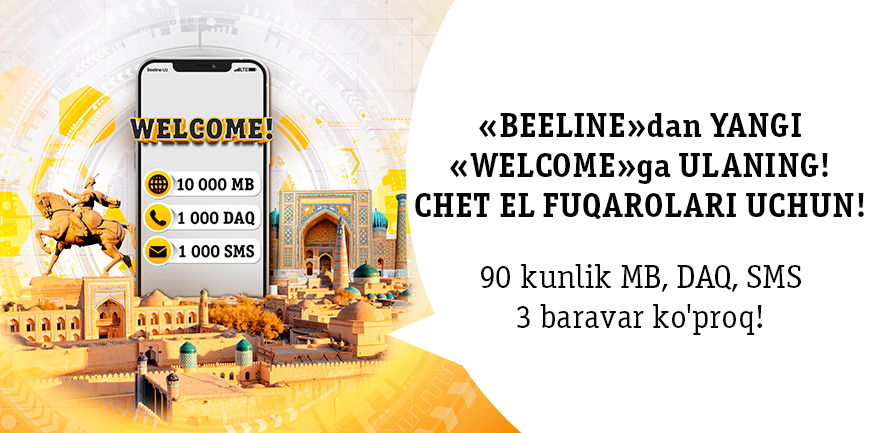 Beeline Uz
LTE
WELCOME!
10 000 MB
1 000 DAQ
1 000 SMS
«BEELINE»dan YANGI
«WELCOME»ga ULANING!
CHET EL FUQAROLARI UCHUN!
90 kunlik MB, DAQ, SMS
3 baravar ko'proq!